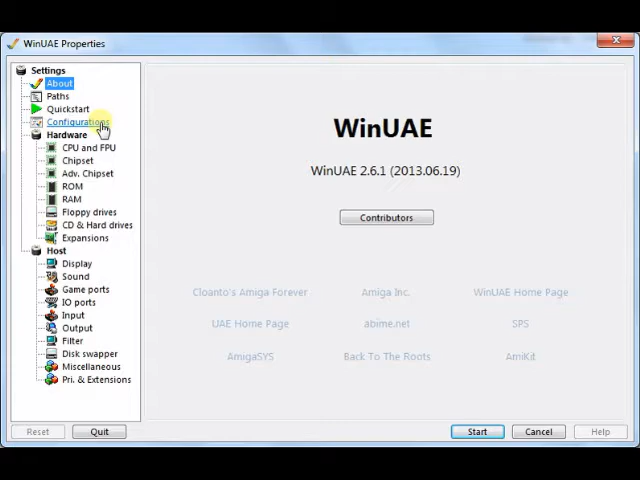 WinUAE Properties
Settings
About
Paths
Quickstart
Configurations
Hardware
CPU and FPU
Chipset
Adv. Chipset
ROM
RAM
Floppy drives
CD & Hard drives
Expansions
Host
Display
Sound
Game ports
IO ports
Input
Output
Filter
Disk swapper
Miscellaneous
Pri. & Extensions
WinUAE
WinUAE 2.6.1 (2013.06.19)
Contributors
Cloanto's Amiga Forever Amiga Inc. WinUAE Home Page
UAE Home Page abime.net SPS
AmigaSYS Back To The Roots AmiKit
Reset Quit Start Cancel Help